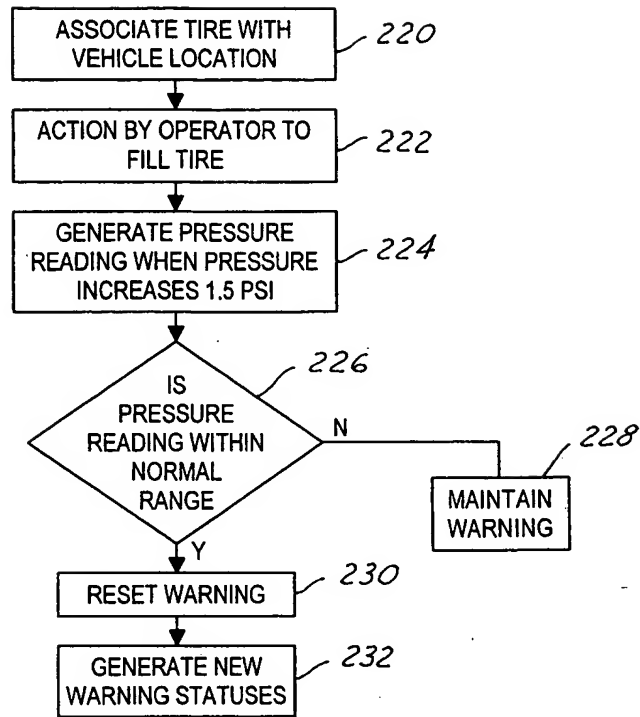 ASSOCIATE TIRE WITH
VEHICLE LOCATION
220
ACTION BY OPERATOR TO
FILL TIRE
222
GENERATE PRESSURE
READING WHEN PRESSURE
INCREASES 1.5 PSI
224
IS
PRESSURE
READING WITHIN
NORMAL
RANGE
226
N
228
MAINTAIN
WARNING
Y
RESET WARNING
230
GENERATE NEW
WARNING STATUSES
232